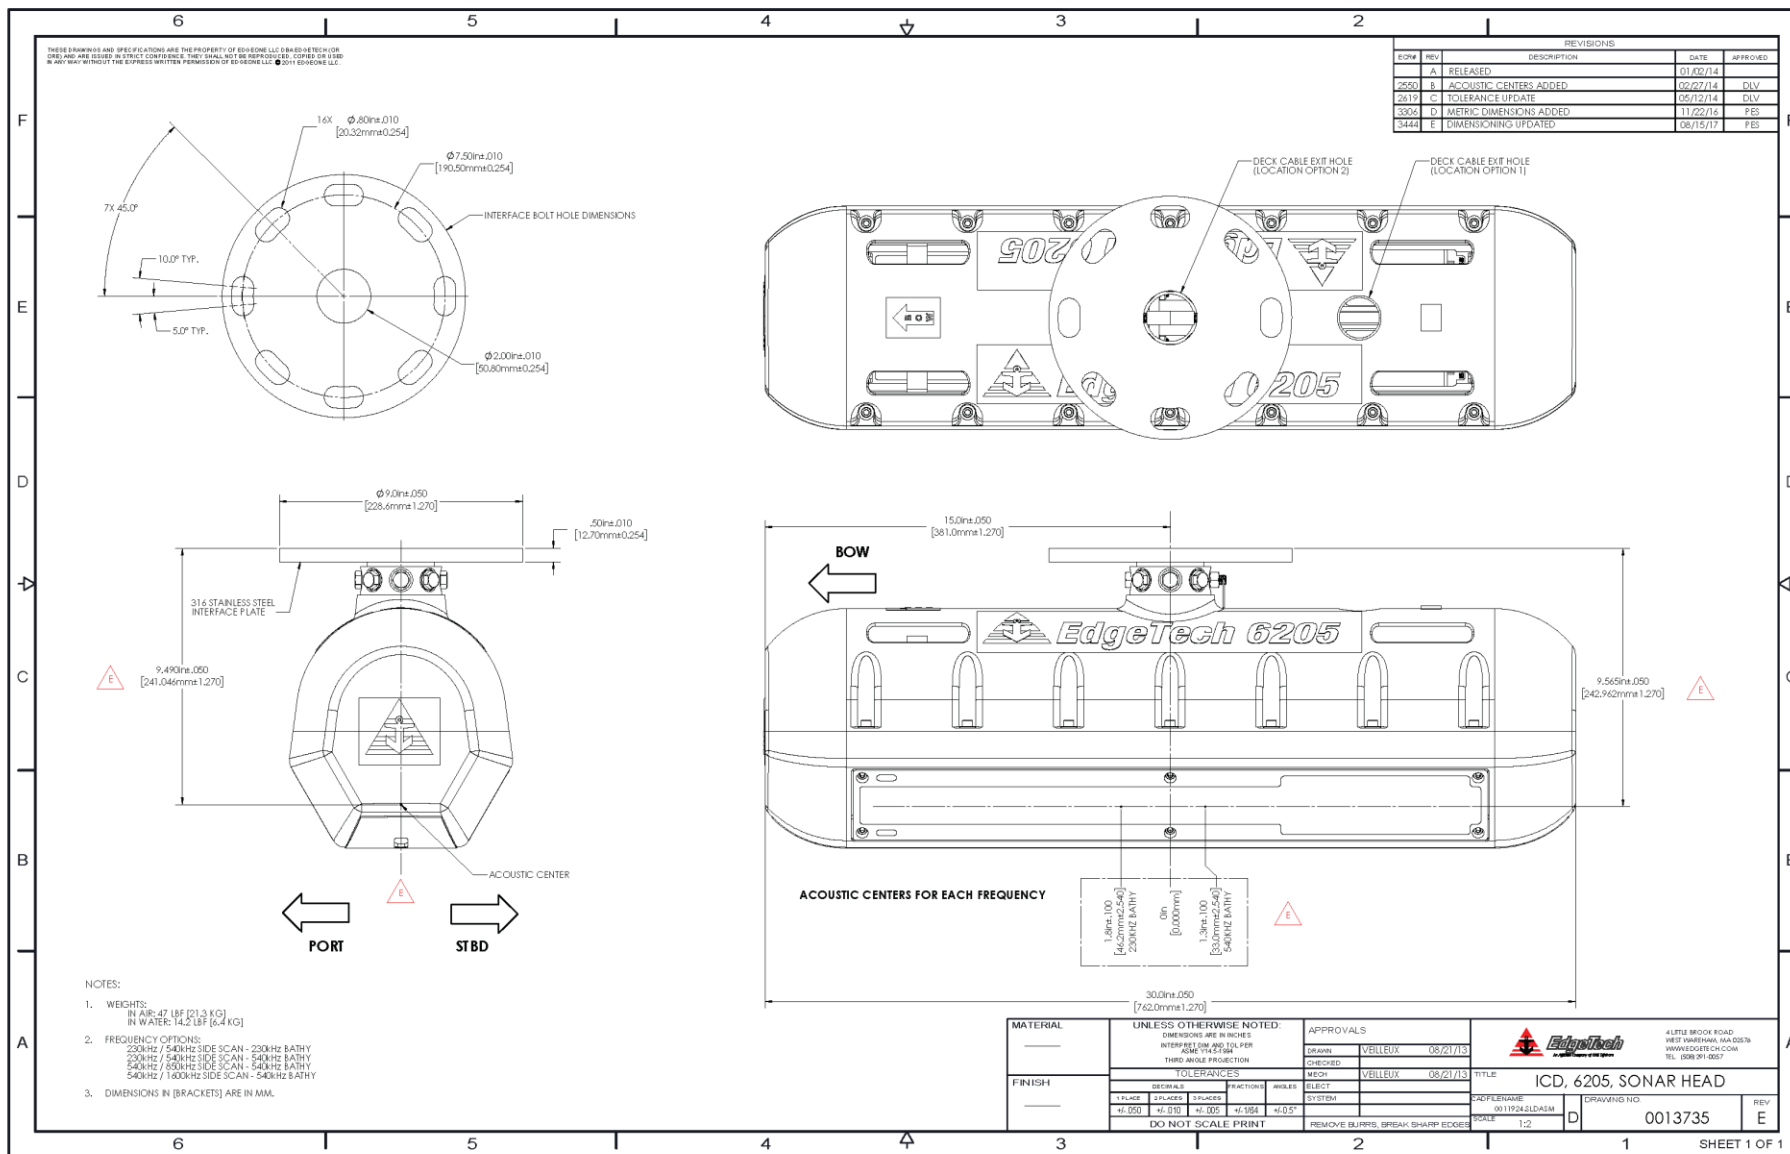 6 5 4 3 2
THESE DRAWINGS AND SPECIFICATIONS ARE THE PROPERTY OF EDGEONE LLC DBA EDGETECH (OR
ORE) AND ARE ISSUED IN STRICT CONFIDENCE. THEY SHALL NOT BE REPRODUCED, COPIED OR USED
IN ANY WAY WITHOUT THE EXPRESS WRITTEN PERMISSION OF EDGEONE LLC. 2011 EDGEONE LLC.
REVISIONS
ECR# REV DESCRIPTION DATE APPROVED
A RELEASED 01/02/14
2550 B ACOUSTIC CENTERS ADDED 02/27/14 DLV
2619 C TOLERANCE UPDATE 05/12/14 DLV
3306 D METRIC DIMENSIONS ADDED 11/22/16 PES
3444 E DIMENSIONING UPDATED 08/15/17 PES
F
E
D
C
B
A
16X Ø.80in±.010
[20.32mm±0.254]
Ø7.50in±.010
[190.50mm±0.254]
INTERFACE BOLT HOLE DIMENSIONS
7X 45.0°
10.0° TYP.
5.0° TYP.
Ø2.00in±.010
[50.80mm±0.254]
DECK CABLE EXIT HOLE
(LOCATION OPTION 2)
DECK CABLE EXIT HOLE
(LOCATION OPTION 1)
6205
Edg
BOW
Edg
6205
Ø9.0in±.050
[228.6mm±1.270]
.50in±.010
[12.70mm±0.254]
316 STAINLESS STEEL
INTERFACE PLATE
9.490in±.050
[241.046mm±1.270]
E
ACOUSTIC CENTER
E
PORT
STBD
15.0in±.050
[381.0mm±1.270]
BOW
EdgeTech 6205
9.565in±.050
[242.962mm±1.270]
E
ACOUSTIC CENTERS FOR EACH FREQUENCY
1.8in±.100
[46.2mm±2.540]
230KHZ BATHY
0in
[0.000mm]
1.3in±.100
[33.0mm±2.540]
540KHZ BATHY
E
30.0in±.050
[762.0mm±1.270]
NOTES:
1. WEIGHTS:
IN AIR: 47 LBF [21.3 KG]
IN WATER: 14.2 LBF [6.4 KG]
2. FREQUENCY OPTIONS:
230kHz / 540kHz SIDE SCAN - 230kHz BATHY
230kHz / 540kHz SIDE SCAN - 540kHz BATHY
540kHz / 850kHz SIDE SCAN - 540kHz BATHY
540kHz / 1600kHz SIDE SCAN - 540kHz BATHY
3. DIMENSIONS IN [BRACKETS] ARE IN MM.
MATERIAL
FINISH
UNLESS OTHERWISE NOTED:
DIMENSIONS ARE IN INCHES
INTERPRET DIM AND TOL PER
ASME Y14.5-1994
THIRD ANGLE PROJECTION
TOLERANCES
DECIMALS FRACTIONS ANGLES
1 PLACE 2 PLACES 3 PLACES
+/-.050 +/-.010 +/-.005 +/-1/64 +/-0.5°
DO NOT SCALE PRINT
APPROVALS
DRAWN VEILLEUX 08/21/13
CHECKED
MECH VEILLEUX 08/21/13
ELECT
SYSTEM
REMOVE BURRS, BREAK SHARP EDGES
EdgeTech
4 LITTLE BROOK ROAD
WEST WAREHAM, MA 02576
WWW.EDGETECH.COM
TEL. (508) 291-0057
TITLE
ICD, 6205, SONAR HEAD
CADFILENAME
0011924.SLDASM
SCALE 1:2
D
DRAWING NO.
0013735
REV
E
6 5 4 3 2 1
SHEET 1 OF 1